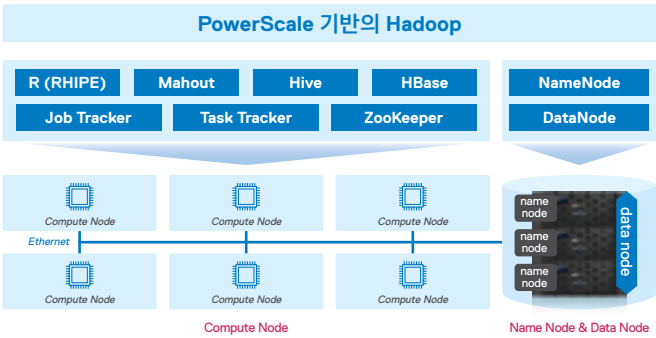 PowerScale 기반의 Hadoop
R (RHIPE)
Mahout
Hive
HBase
Job Tracker
Task Tracker
ZooKeeper
NameNode
DataNode
Compute Node
Compute Node
Compute Node
Ethernet
Compute Node
Compute Node
Compute Node
name
node
name
node
name
node
data node
Compute Node
Name Node & Data Node